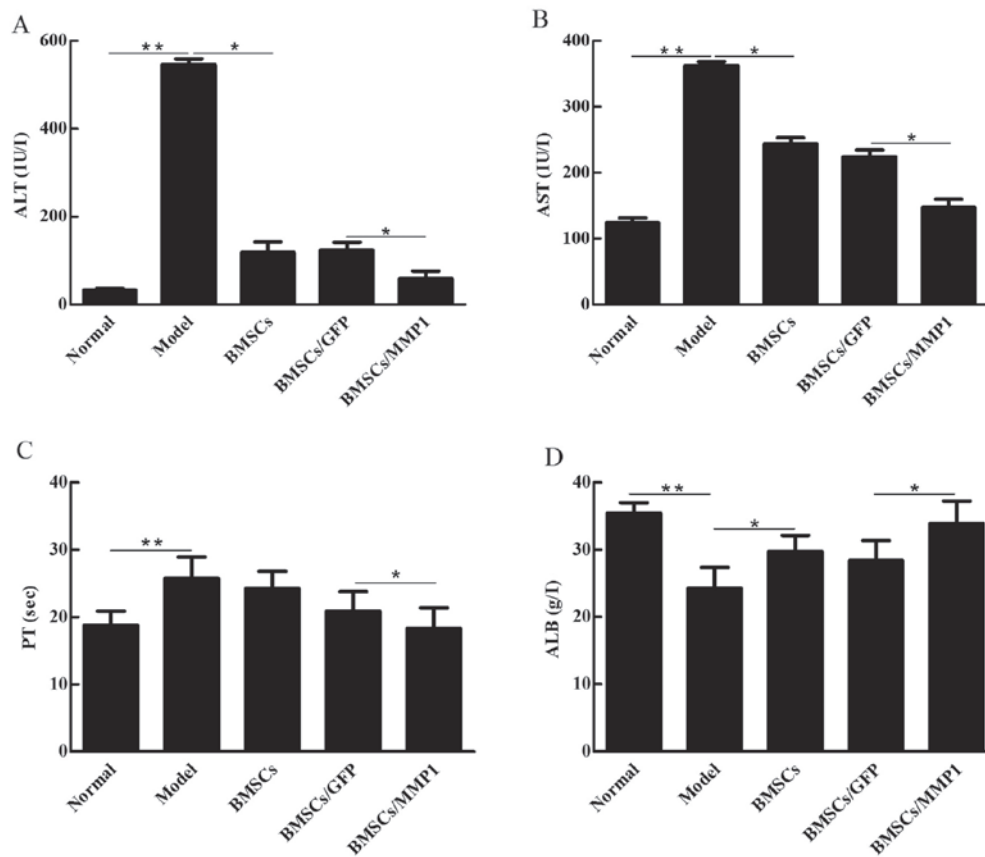 A
ALT (IU/I)
600
400
200
0
** *
*
Normal
Model
BMSCs
BMSCs/GFP
BMSCs/MMP1
B
AST (IU/I)
400
300
200
100
0
** *
*
Normal
Model
BMSCs
BMSCs/GFP
BMSCs/MMP1
C
PT (sec)
40
30
20
10
0
**
*
Normal
Model
BMSCs
BMSCs/GFP
BMSCs/MMP1
D
ALB (g/I)
40
30
20
10
0
** *
*
Normal
Model
BMSCs
BMSCs/GFP
BMSCs/MMP1